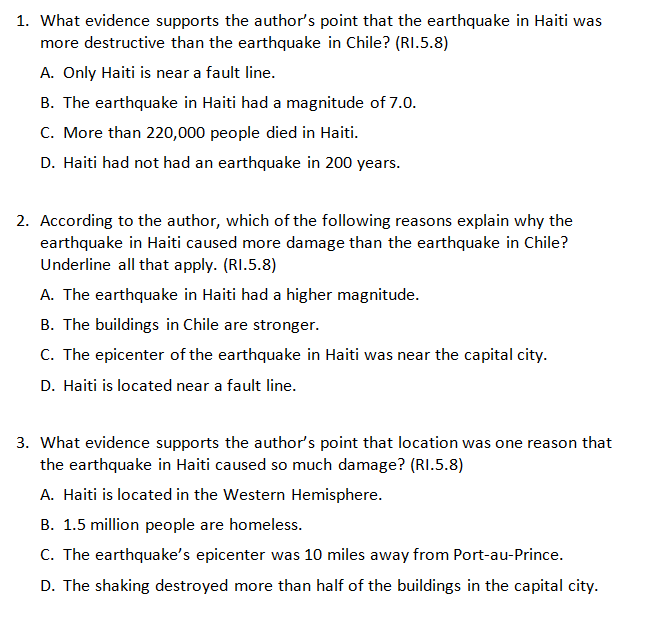 1. What evidence supports the author's point that the earthquake in Haiti was
more destructive than the earthquake in Chile? (RI.5.8)
A. Only Haiti is near a fault line.
B. The earthquake in Haiti had a magnitude of 7.0.
C. More than 220,000 people died in Haiti.
D. Haiti had not had an earthquake in 200 years.
2. According to the author, which of the following reasons explain why the
earthquake in Haiti caused more damage than the earthquake in Chile?
Underline all that apply. (RI.5.8)
A. The earthquake in Haiti had a higher magnitude.
B. The buildings in Chile are stronger.
C. The epicenter of the earthquake in Haiti was near the capital city.
D. Haiti is located near a fault line.
3. What evidence supports the author's point that location was one reason that
the earthquake in Haiti caused so much damage? (RI.5.8)
A. Haiti is located in the Western Hemisphere.
B. 1.5 million people are homeless.
C. The earthquake's epicenter was 10 miles away from Port-au-Prince.
D. The shaking destroyed more than half of the buildings in the capital city.